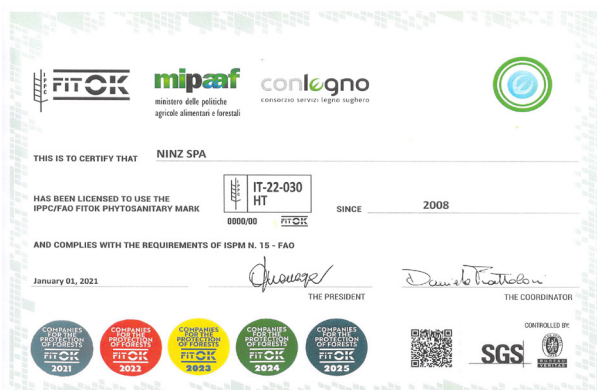 IPPC FITOK
mipaaf
ministero delle politiche
agricole alimentari e forestali
conlegno
consorzio servizi legno sughero
THIS IS TO CERTIFY THAT NINZ SPA
HAS BEEN LICENSED TO USE THE
IPPC/FAO FITOK PHYTOSANITARY MARK
IT-22-030
HT
0000/00 FITOK
SINCE 2008
AND COMPLIES WITH THE REQUIREMENTS OF ISPM N. 15 - FAO
January 01, 2021
THE PRESIDENT
THE COORDINATOR
COMPANIES
FOR THE
PROTECTION
OF FORESTS
FITOK
2021
COMPANIES
FOR THE
PROTECTION
OF FORESTS
FITOK
2022
COMPANIES
FOR THE
PROTECTION
OF FORESTS
FITOK
2023
COMPANIES
FOR THE
PROTECTION
OF FORESTS
FITOK
2024
COMPANIES
FOR THE
PROTECTION
OF FORESTS
FITOK
2025
CONTROLLED BY:
SGS
BUREAU
VERITAS